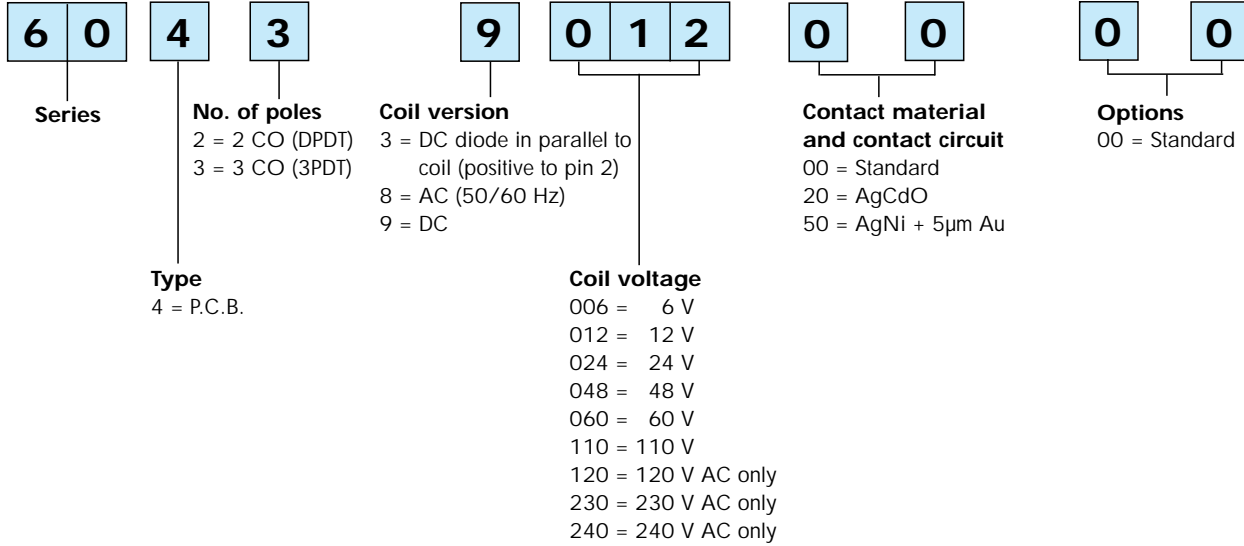 6 0 4 3 9 0 1 2 0 0 0 0
Series
No. of poles
2 = 2 CO (DPDT)
3 = 3 CO (3PDT)
Coil version
3 = DC diode in parallel to
coil (positive to pin 2)
8 = AC (50/60 Hz)
9 = DC
Contact material
and contact circuit
00 = Standard
20 = AgCdO
50 = AgNi + 5µm Au
Options
00 = Standard
Type
4 = P.C.B.
Coil voltage
006 = 6 V
012 = 12 V
024 = 24 V
048 = 48 V
060 = 60 V
110 = 110 V
120 = 120 V AC only
230 = 230 V AC only
240 = 240 V AC only